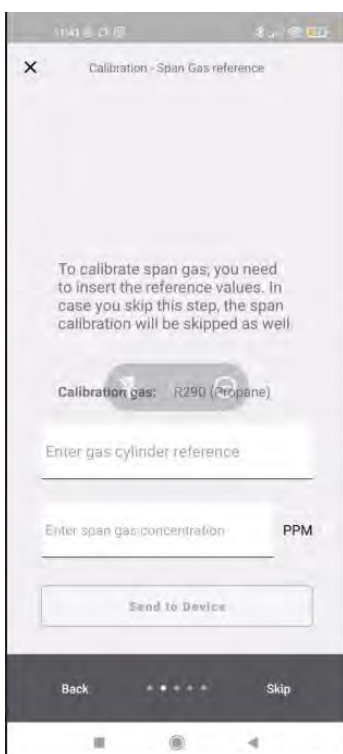 11:41
Calibration - Span Gas reference
To calibrate span gas, you need
to insert the reference values. In
case you skip this step, the span
calibration will be skipped as well
Calibration gas: R290 (Propane)
Enter gas cylinder reference
Enter span gas concentration PPM
Send to Device
Back Skip